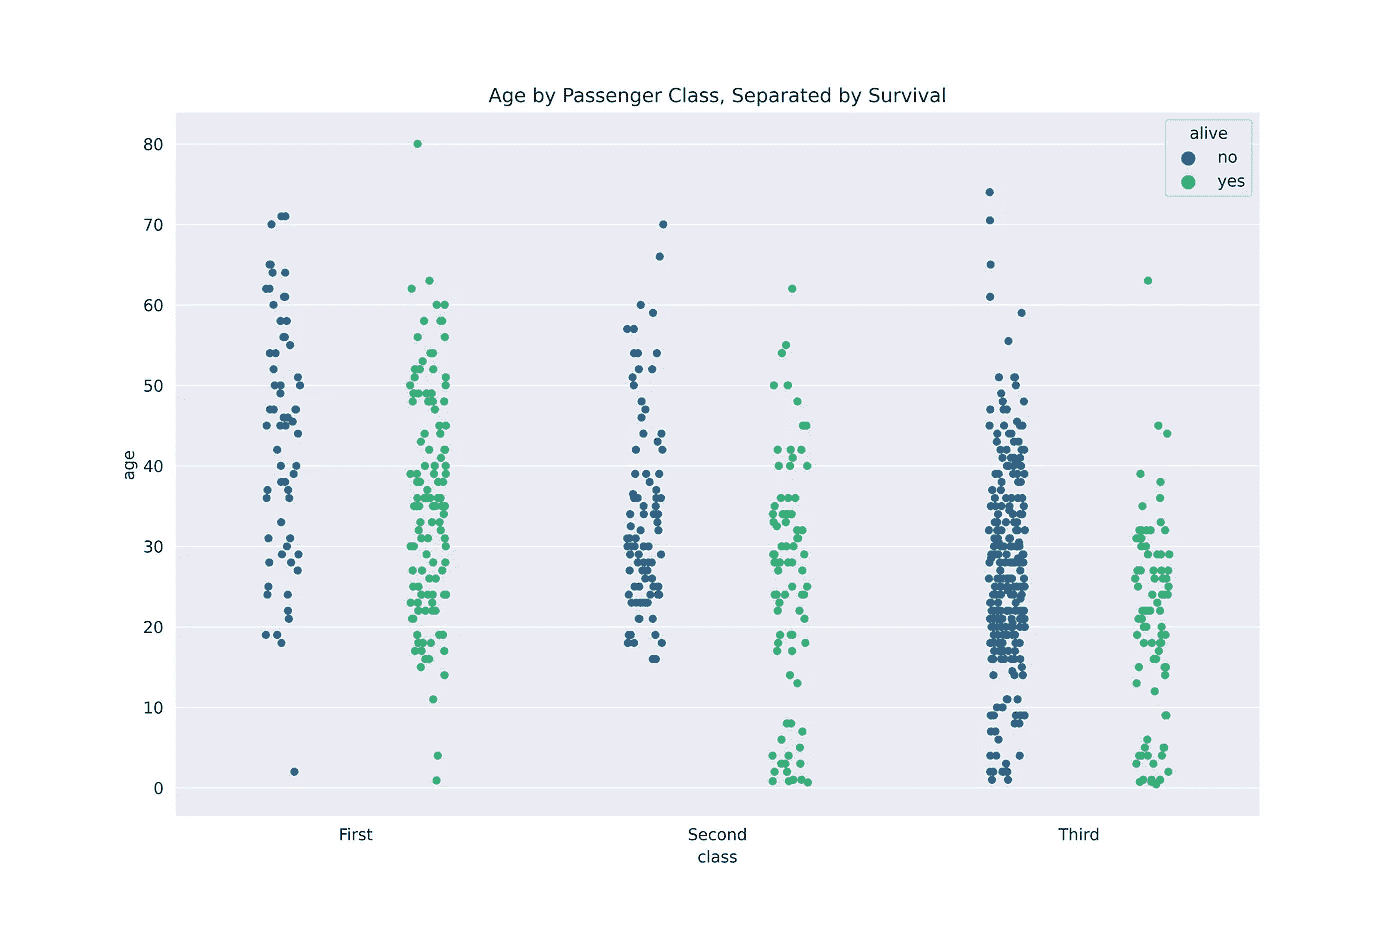 Age by Passenger Class, Separated by Survival
alive
no
yes
80
70
60
50
40
30
20
10
0
age
First
Second
Third
class